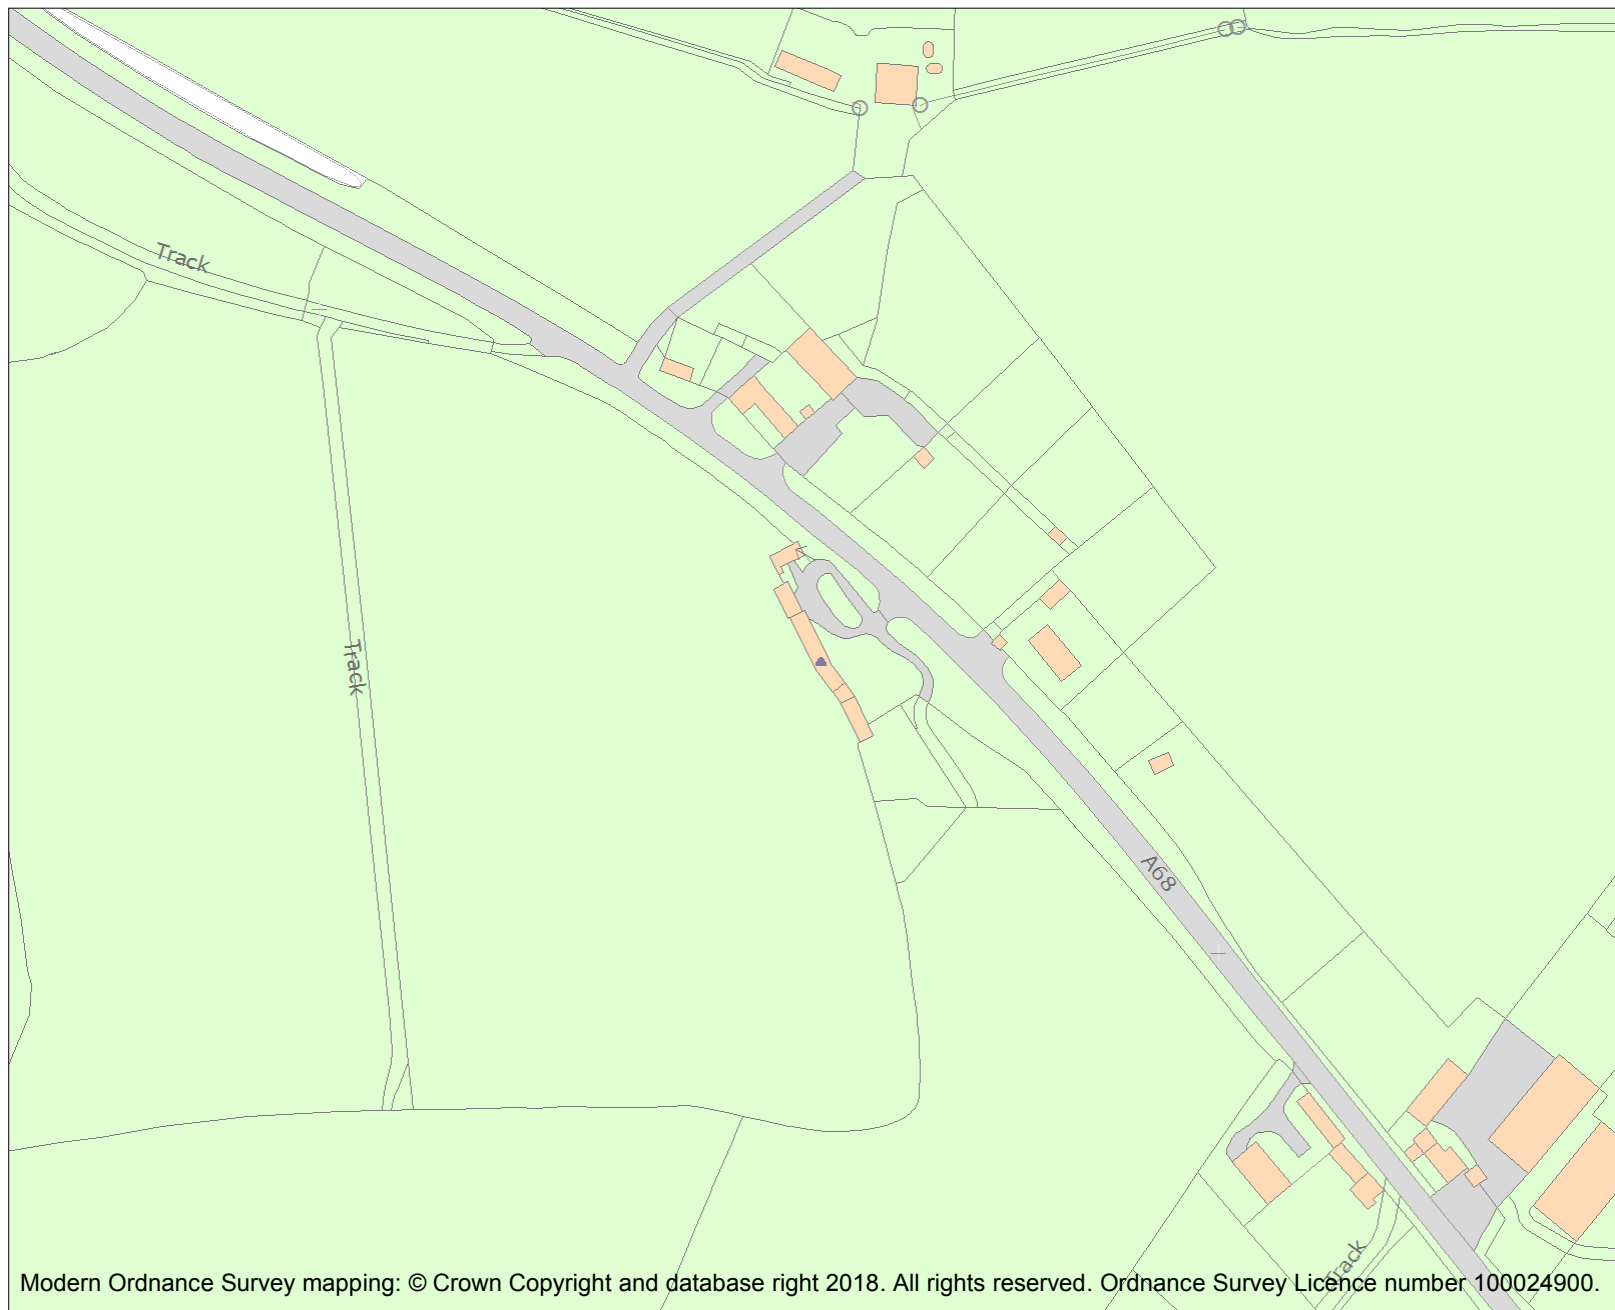 Track
Track
A68
Track
Modern Ordnance Survey mapping: © Crown Copyright and database right 2018. All rights reserved. Ordnance Survey Licence number 100024900.